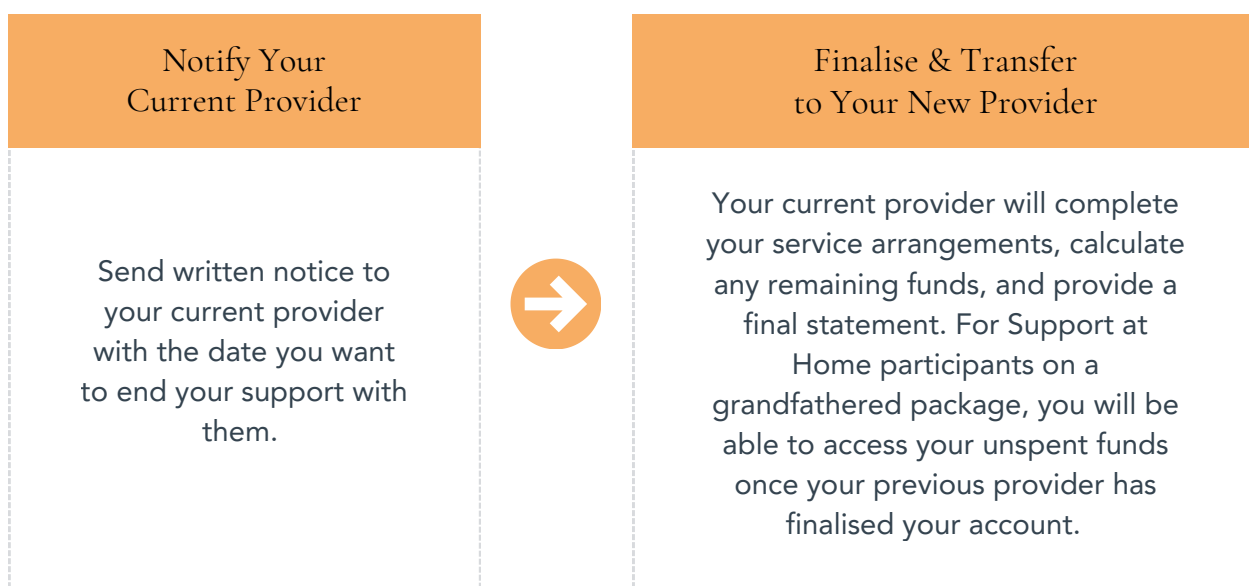 Notify Your
Current Provider
Send written notice to
your current provider
with the date you want
to end your support with
them.
Finalise & Transfer
to Your New Provider
Your current provider will complete
your service arrangements, calculate
any remaining funds, and provide a
final statement. For Support at
Home participants on a
grandfathered package, you will be
able to access your unspent funds
once your previous provider has
finalised your account.